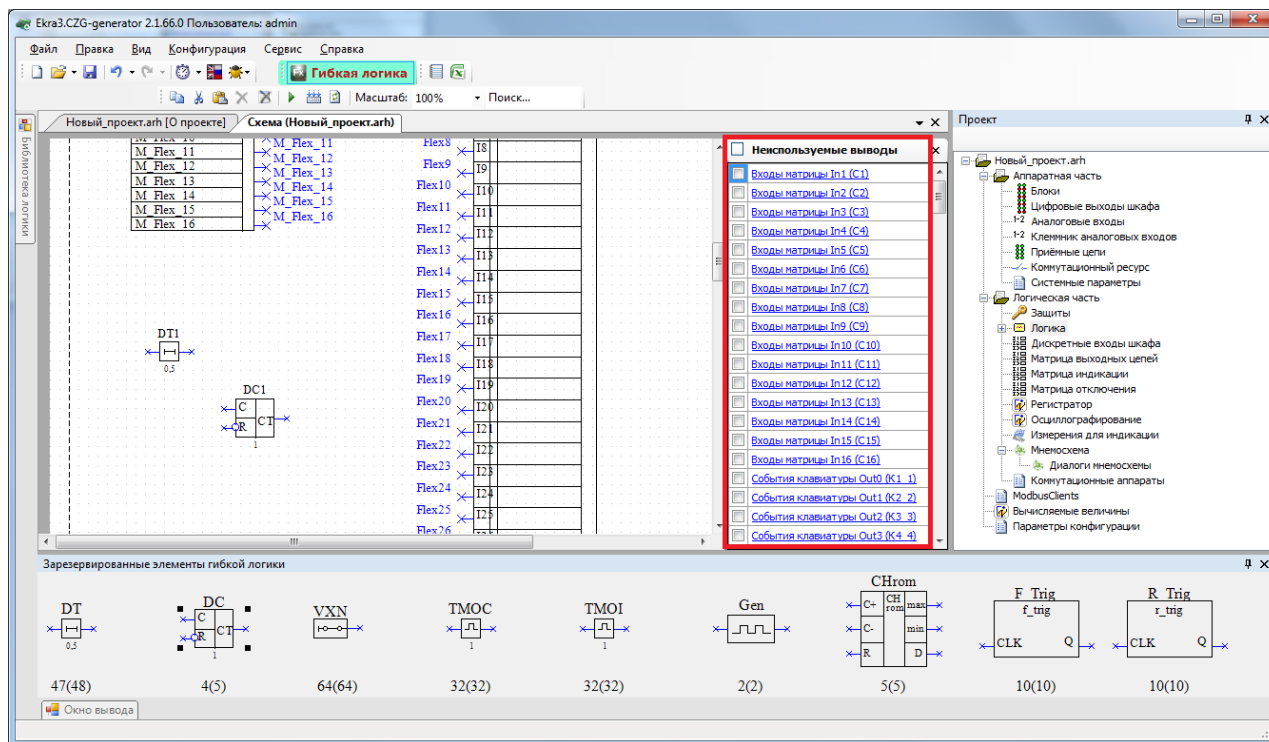 Ekra3.CZG-generator 2.1.66.0 Пользователь: admin
Файл Правка Вид Конфигурация Сервис Справка
Гибкая логика
Масштаб: 100% Поиск...
Новый_проект.arh [О проекте] Схема (Новый_проект.arh)
Библиотека логики
M_Flex_11 M_Flex_11
M_Flex_12 M_Flex_12
M_Flex_13 M_Flex_13
M_Flex_14 M_Flex_14
M_Flex_15 M_Flex_15
M_Flex_16 M_Flex_16
DT1
0,5
DC1
C
R
CT
1
Flex8 I8
Flex9 I9
Flex10 I10
Flex11 I11
Flex12 I12
Flex13 I13
Flex14 I14
Flex15 I15
Flex16 I16
Flex17 I17
Flex18 I18
Flex19 I19
Flex20 I20
Flex21 I21
Flex22 I22
Flex23 I23
Flex24 I24
Flex25 I25
Flex26
Неиспользуемые выводы
Входы матрицы In1 (C1)
Входы матрицы In2 (C2)
Входы матрицы In3 (C3)
Входы матрицы In4 (C4)
Входы матрицы In5 (C5)
Входы матрицы In6 (C6)
Входы матрицы In7 (C7)
Входы матрицы In8 (C8)
Входы матрицы In9 (C9)
Входы матрицы In10 (C10)
Входы матрицы In11 (C11)
Входы матрицы In12 (C12)
Входы матрицы In13 (C13)
Входы матрицы In14 (C14)
Входы матрицы In15 (C15)
Входы матрицы In16 (C16)
События клавиатуры Out0 (K1_1)
События клавиатуры Out1 (K2_2)
События клавиатуры Out2 (K3_3)
События клавиатуры Out3 (K4_4)
Проект
Новый_проект.arh
Аппаратная часть
Блоки
Цифровые выходы шкафа
Аналоговые входы
Клеммник аналоговых входов
Приёмные цепи
Коммутационный ресурс
Системные параметры
Логическая часть
Защиты
Логика
Дискретные входы шкафа
Матрица выходных цепей
Матрица индикации
Матрица отключения
Регистратор
Осциллографирование
Измерения для индикации
Мнемосхема
Диалоги мнемосхемы
Коммутационные аппараты
ModbusClients
Вычисляемые величины
Параметры конфигурации
Зарезервированные элементы гибкой логики
DT
0,5
47(48)
DC
C
R
CT
1
4(5)
VXN
64(64)
TMOC
1
32(32)
TMOI
1
32(32)
Gen
2(2)
CHrom
C+ CH rom max
C- min
R D
5(5)
F_Trig
f_trig
CLK Q
10(10)
R_Trig
r_trig
CLK Q
10(10)
Окно вывода